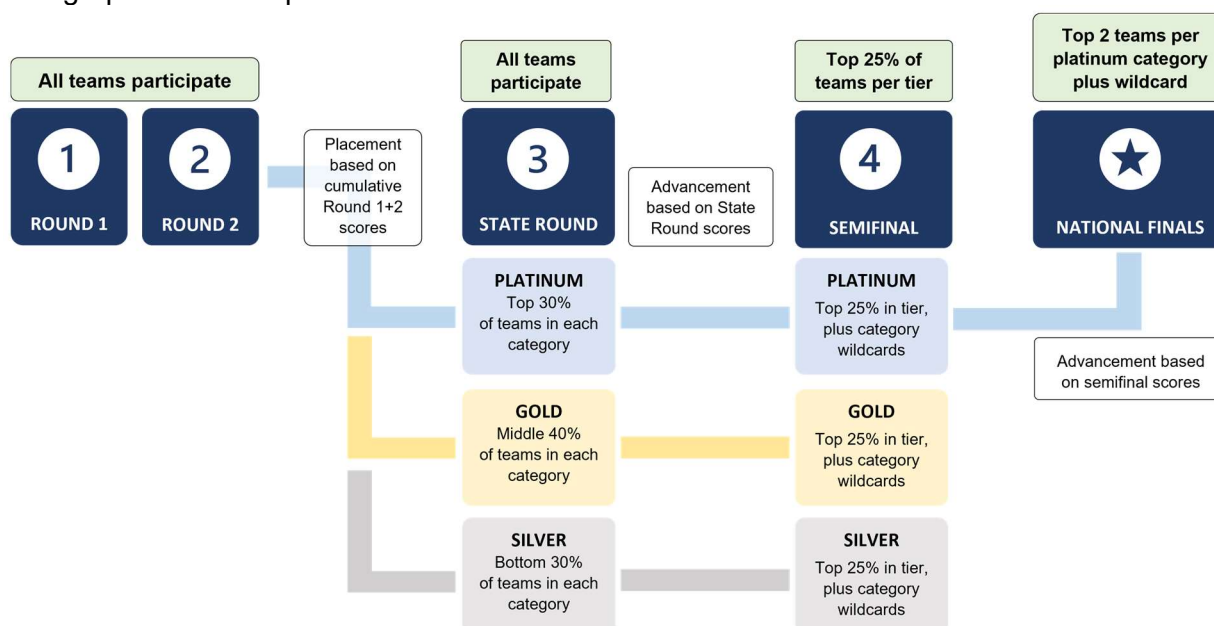 All teams participate
All teams
participate
Top 25% of
teams per tier
Top 2 teams per
platinum category
plus wildcard
1
ROUND 1
2
ROUND 2
Placement
based on
cumulative
Round 1+2
scores
3
STATE ROUND
Advancement
based on State
Round scores
4
SEMIFINAL
NATIONAL FINALS
PLATINUM
Top 30%
of teams in each
category
PLATINUM
Top 25% in tier,
plus category
wildcards
Advancement based
on semifinal scores
GOLD
Middle 40%
of teams in each
category
GOLD
Top 25% in tier,
plus category
wildcards
SILVER
Bottom 30%
of teams in each
category
SILVER
Top 25% in tier,
plus category
wildcards